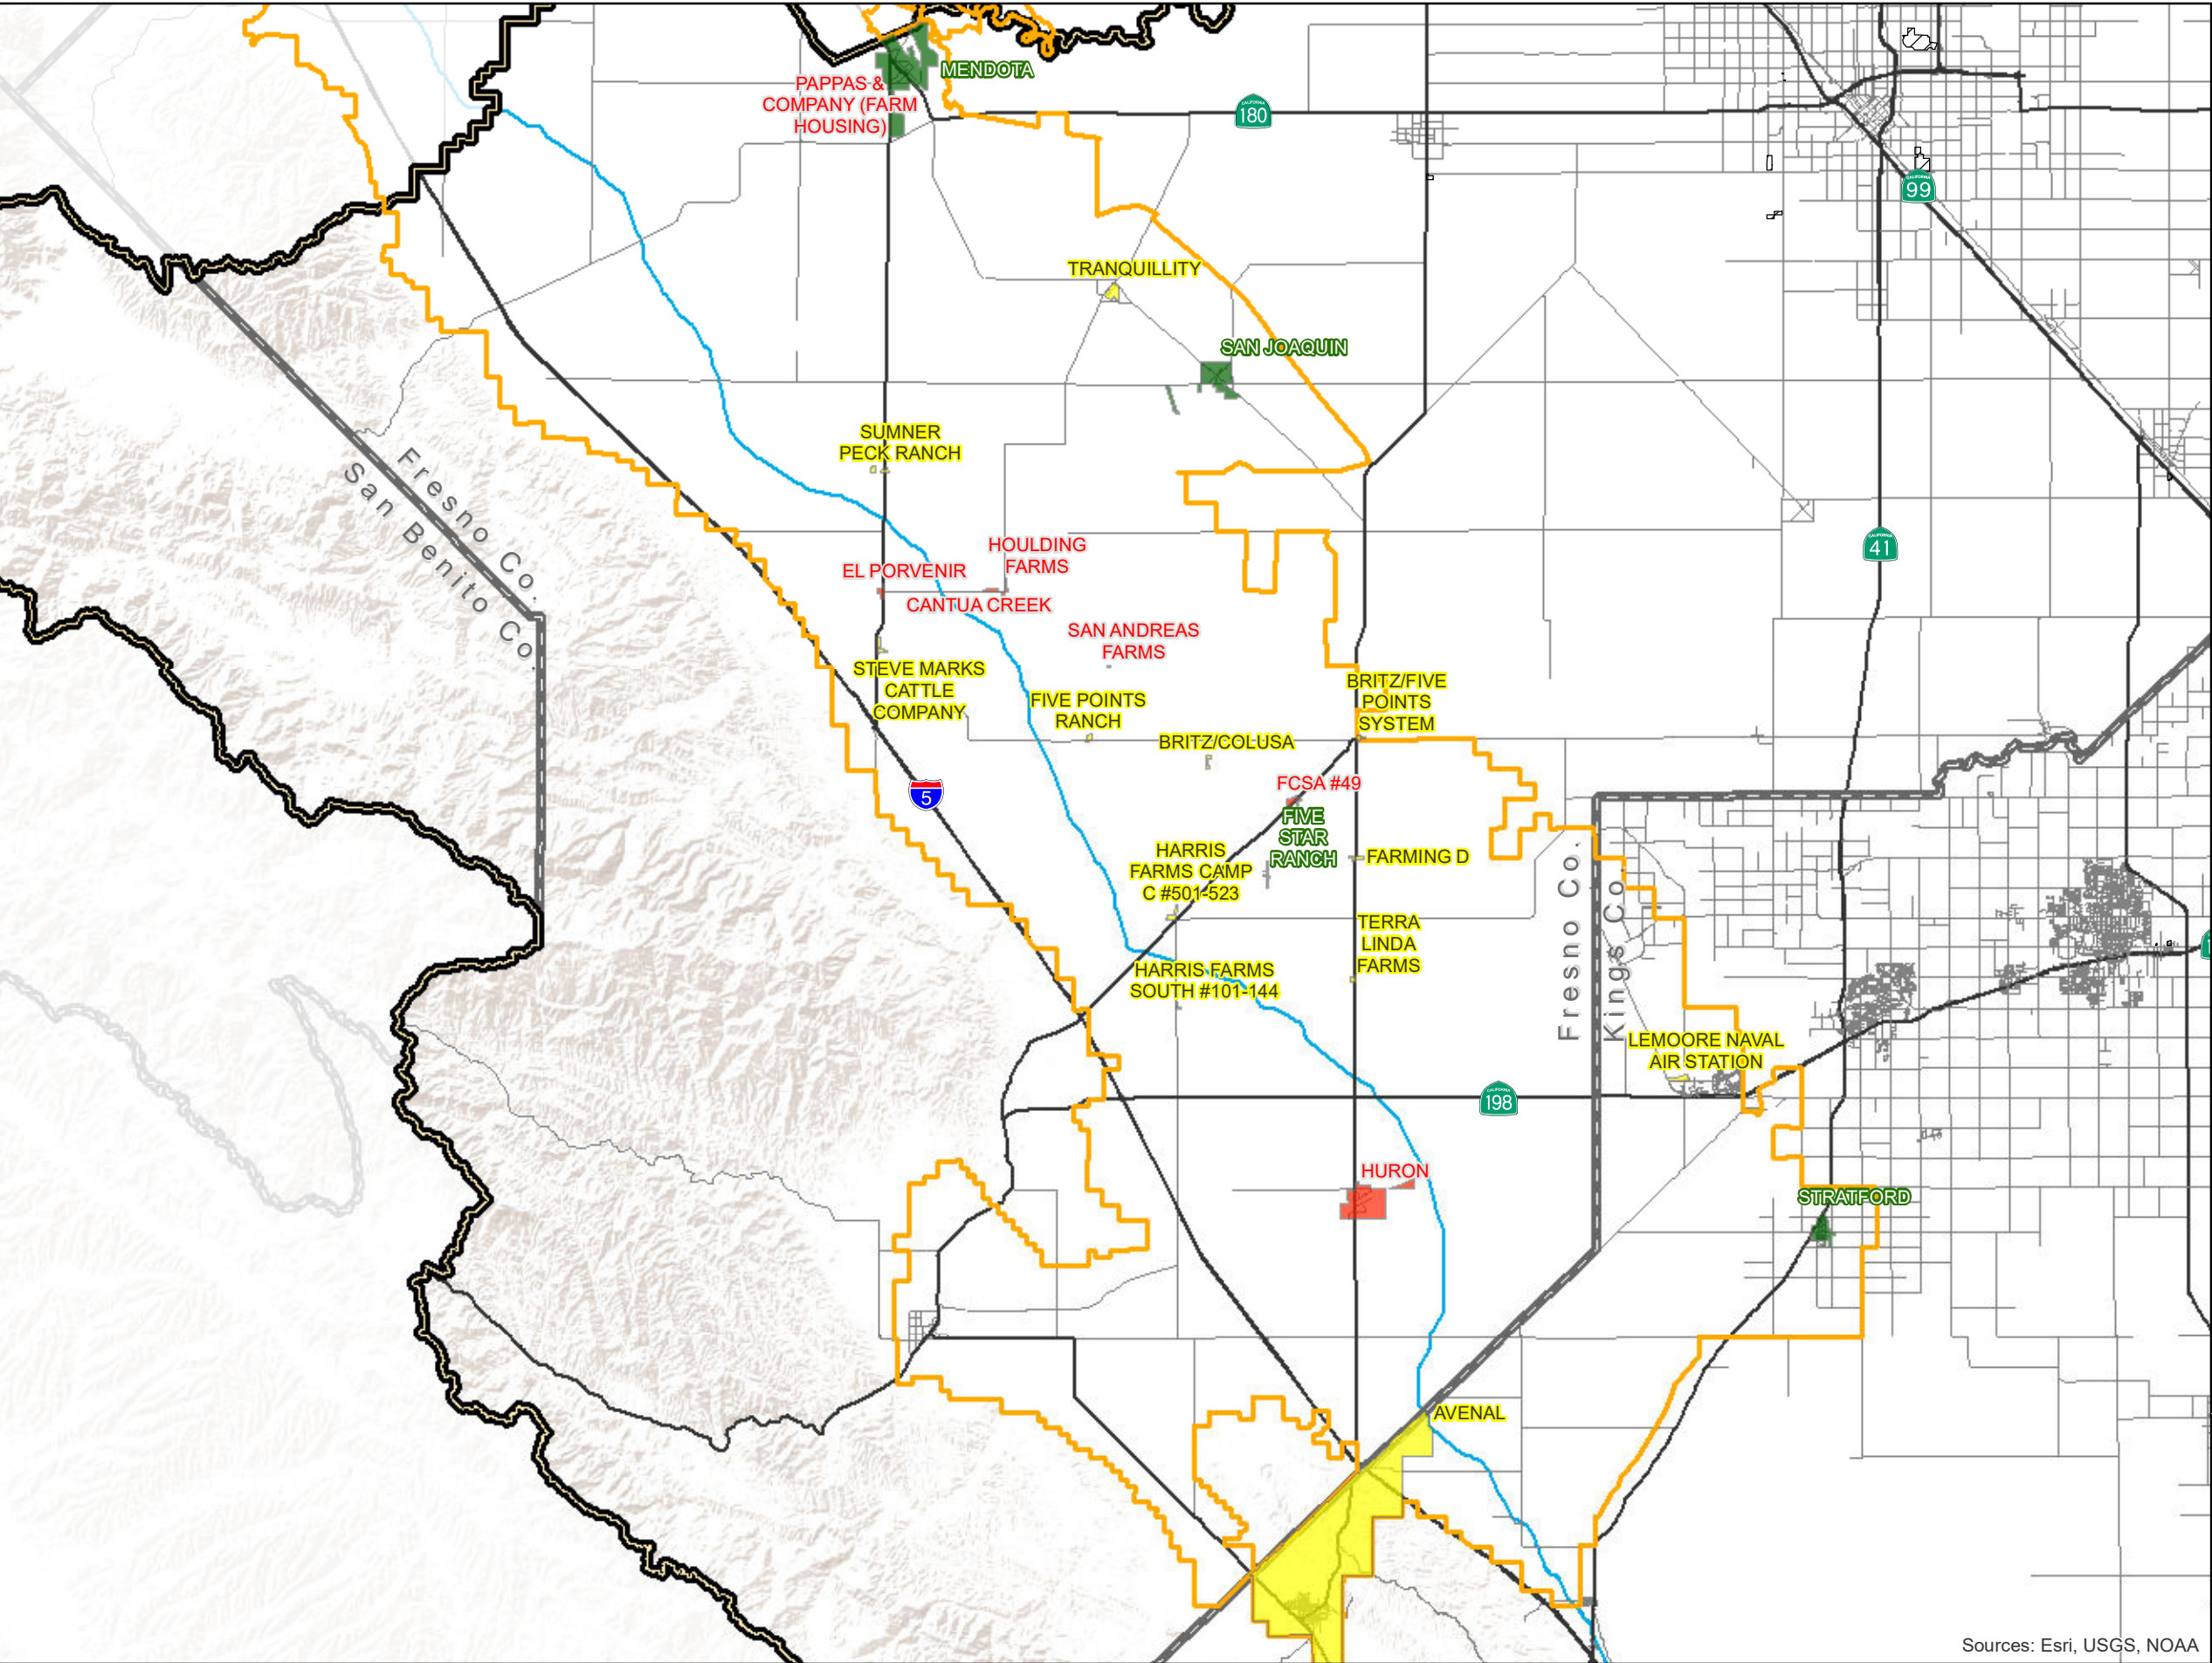 MENDOTA
PAPPAS &
COMPANY (FARM
HOUSING)
CALIFORNIA
180
CALIFORNIA
99
TRANQUILLITY
SAN JOAQUIN
SUMNER
PECK RANCH
Fresno Co.
San Benito Co.
HOULDING
FARMS
EL PORVENIR
CANTUA CREEK
CALIFORNIA
41
SAN ANDREAS
FARMS
STEVE MARKS
CATTLE
COMPANY
FIVE POINTS
RANCH
BRITZ/FIVE
POINTS
SYSTEM
BRITZ/COLUSA
5
FCSA #49
FIVE
STAR
RANCH
HARRIS
FARMS CAMP
C #501-523
FARMING D
TERRA
LINDA
FARMS
Fresno Co.
Kings Co.
HARRIS FARMS
SOUTH #101-144
LEMOORE NAVAL
AIR STATION
CALIFORNIA
198
HURON
STRATFORD
AVENAL
Sources: Esri, USGS, NOAA